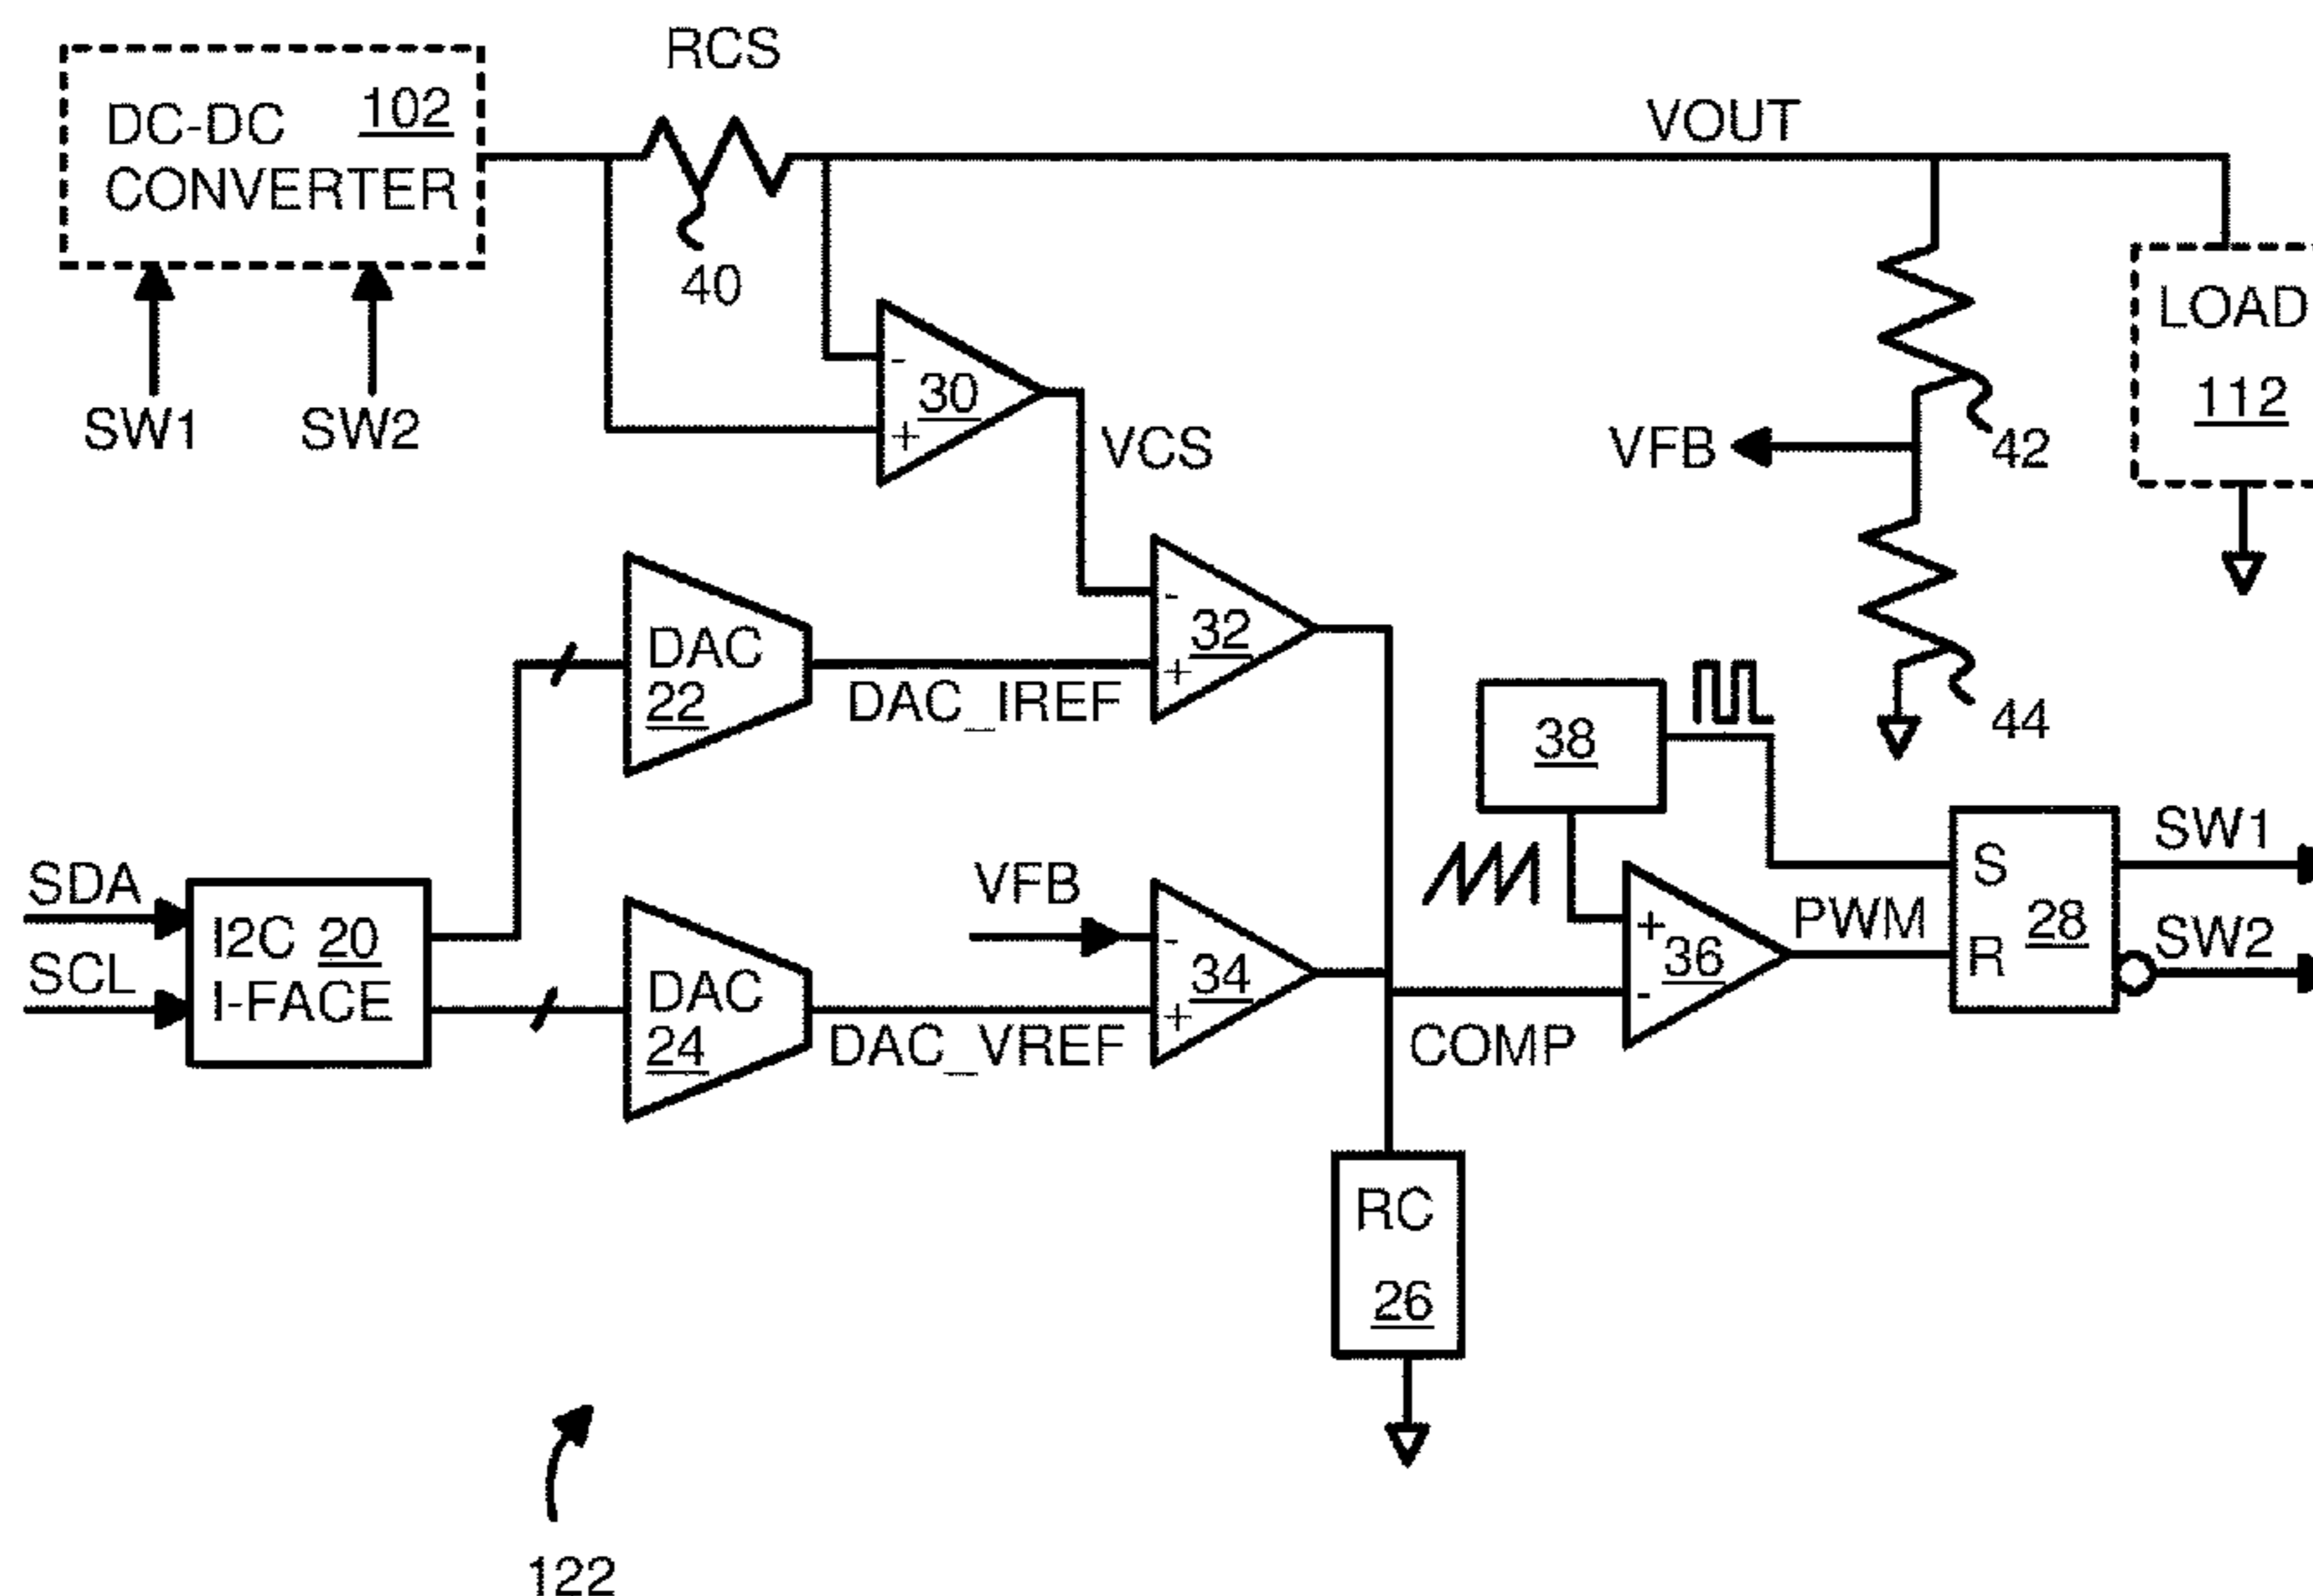 RCS
DC-DC 102
CONVERTER
VOUT
40
LOAD
112
SW1
SW2
-
30
+
VCS
VFB
42
DAC
22
DAC_IREF
-
32
+
38
44
SDA
SCL
I2C 20
I-FACE
DAC
24
DAC_VREF
VFB
-
34
+
COMP
+
36
-
PWM
S
R
28
SW1
SW2
RC
26
122